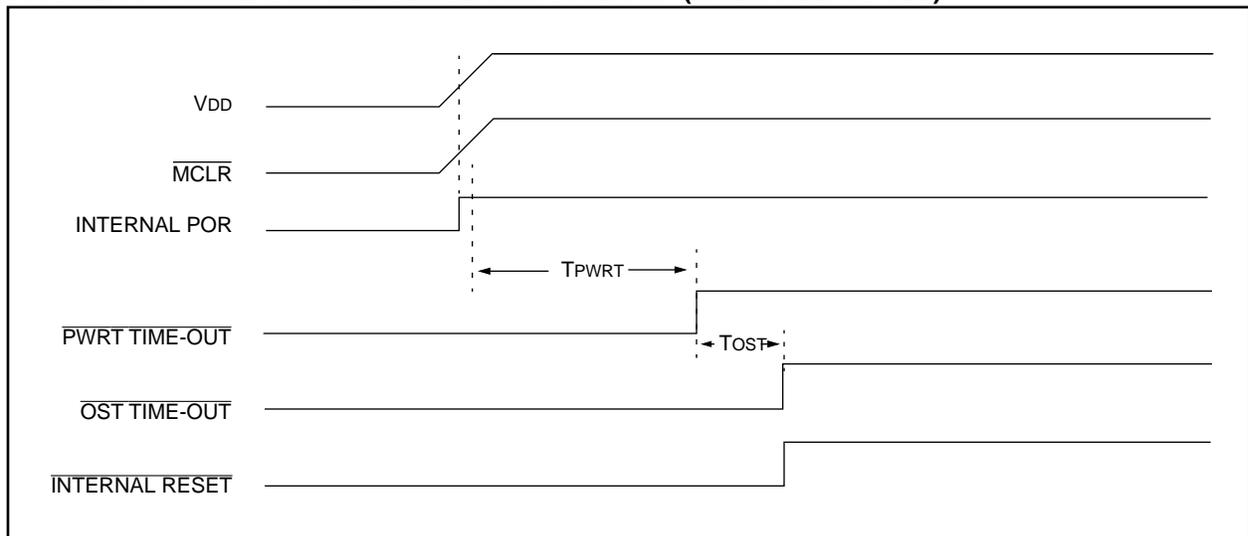 VDD
MCLR
INTERNAL POR
TPWRT
PWRT TIME-OUT
TOST
OST TIME-OUT
INTERNAL RESET